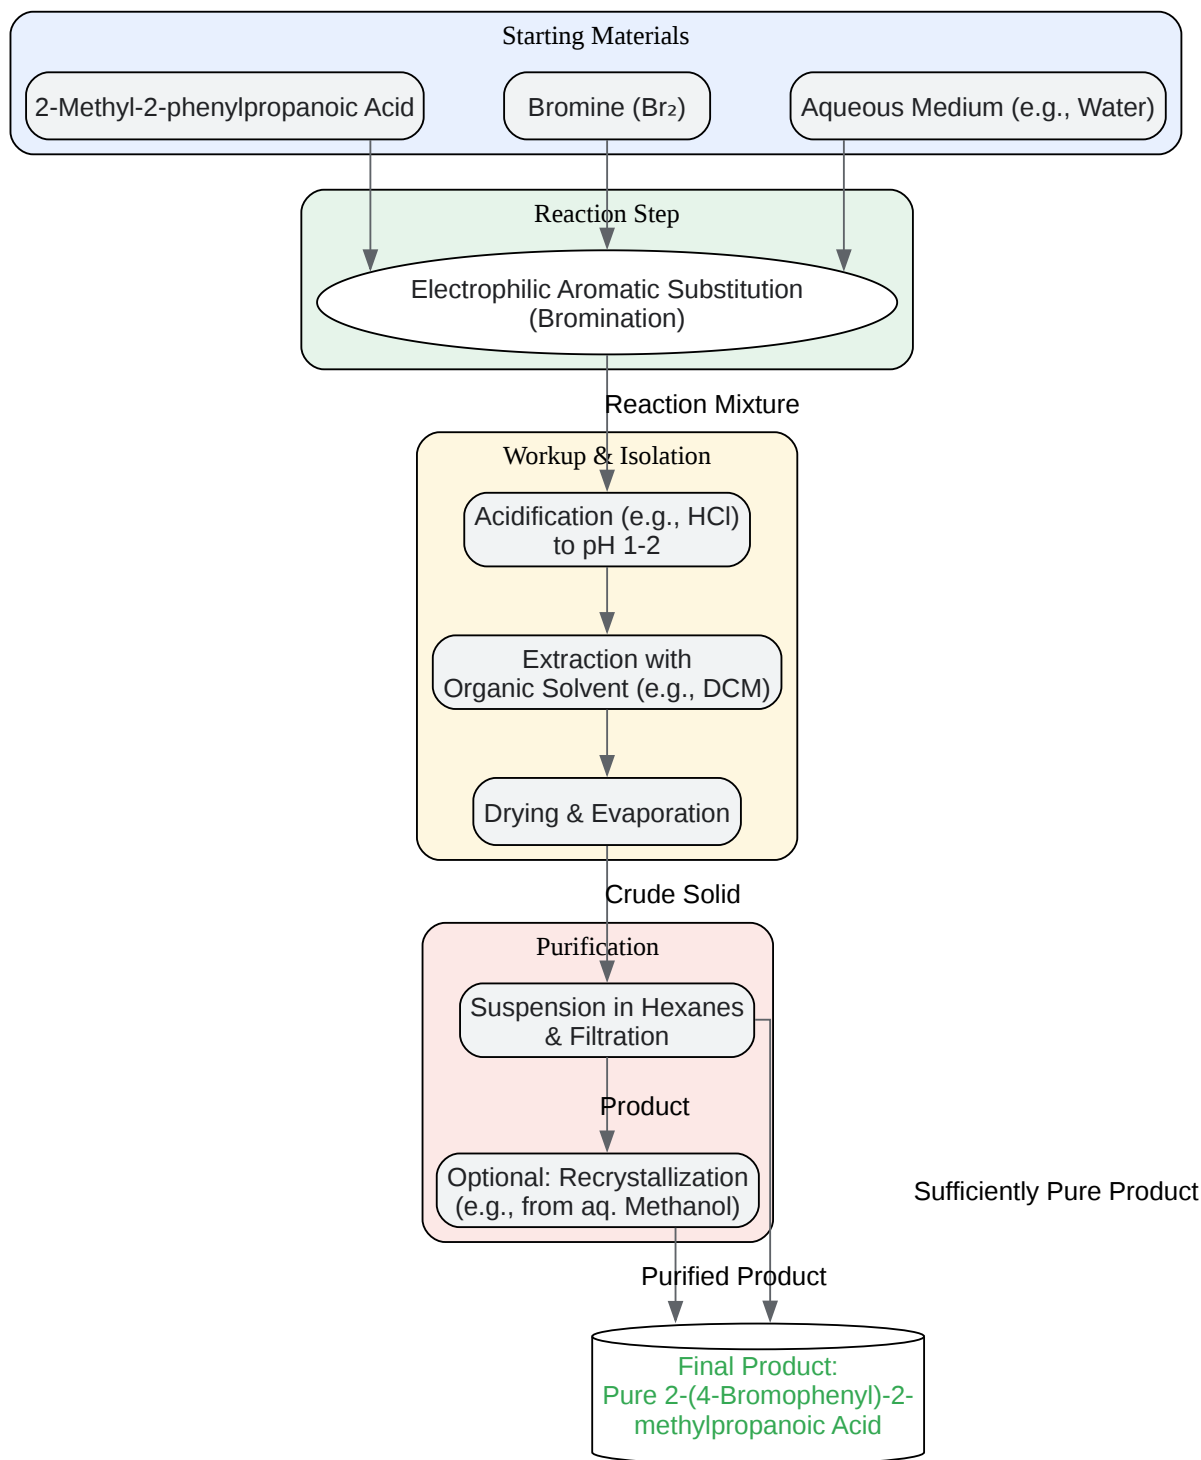 Starting Materials
2-Methyl-2-phenylpropanoic Acid
Bromine (Br₂)
Aqueous Medium (e.g., Water)
Reaction Step
Electrophilic Aromatic Substitution
(Bromination)
Reaction Mixture
Workup & Isolation
Acidification (e.g., HCl)
to pH 1-2
Extraction with
Organic Solvent (e.g., DCM)
Drying & Evaporation
Crude Solid
Purification
Suspension in Hexanes
& Filtration
Product
Optional: Recrystallization
(e.g., from aq. Methanol)
Sufficiently Pure Product
Purified Product
Final Product:
Pure 2-(4-Bromophenyl)-2-
methylpropanoic Acid